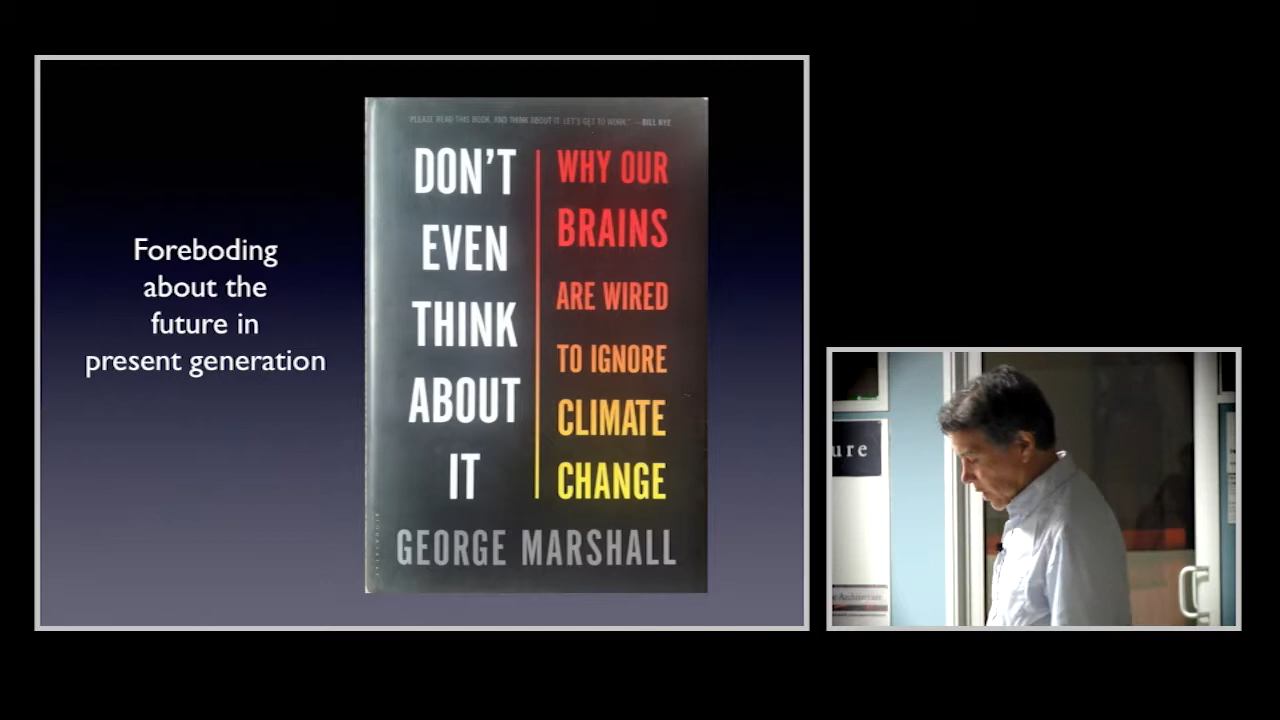 Foreboding
about the
future in
present generation
"PLEASE READ THIS BOOK, AND THINK ABOUT IT. LET'S GET TO WORK." —BILL NYE
DON'T
EVEN
THINK
ABOUT
IT
WHY OUR
BRAINS
ARE WIRED
TO IGNORE
CLIMATE
CHANGE
GEORGE MARSHALL
BLOOMSBURY
ure
Architecture